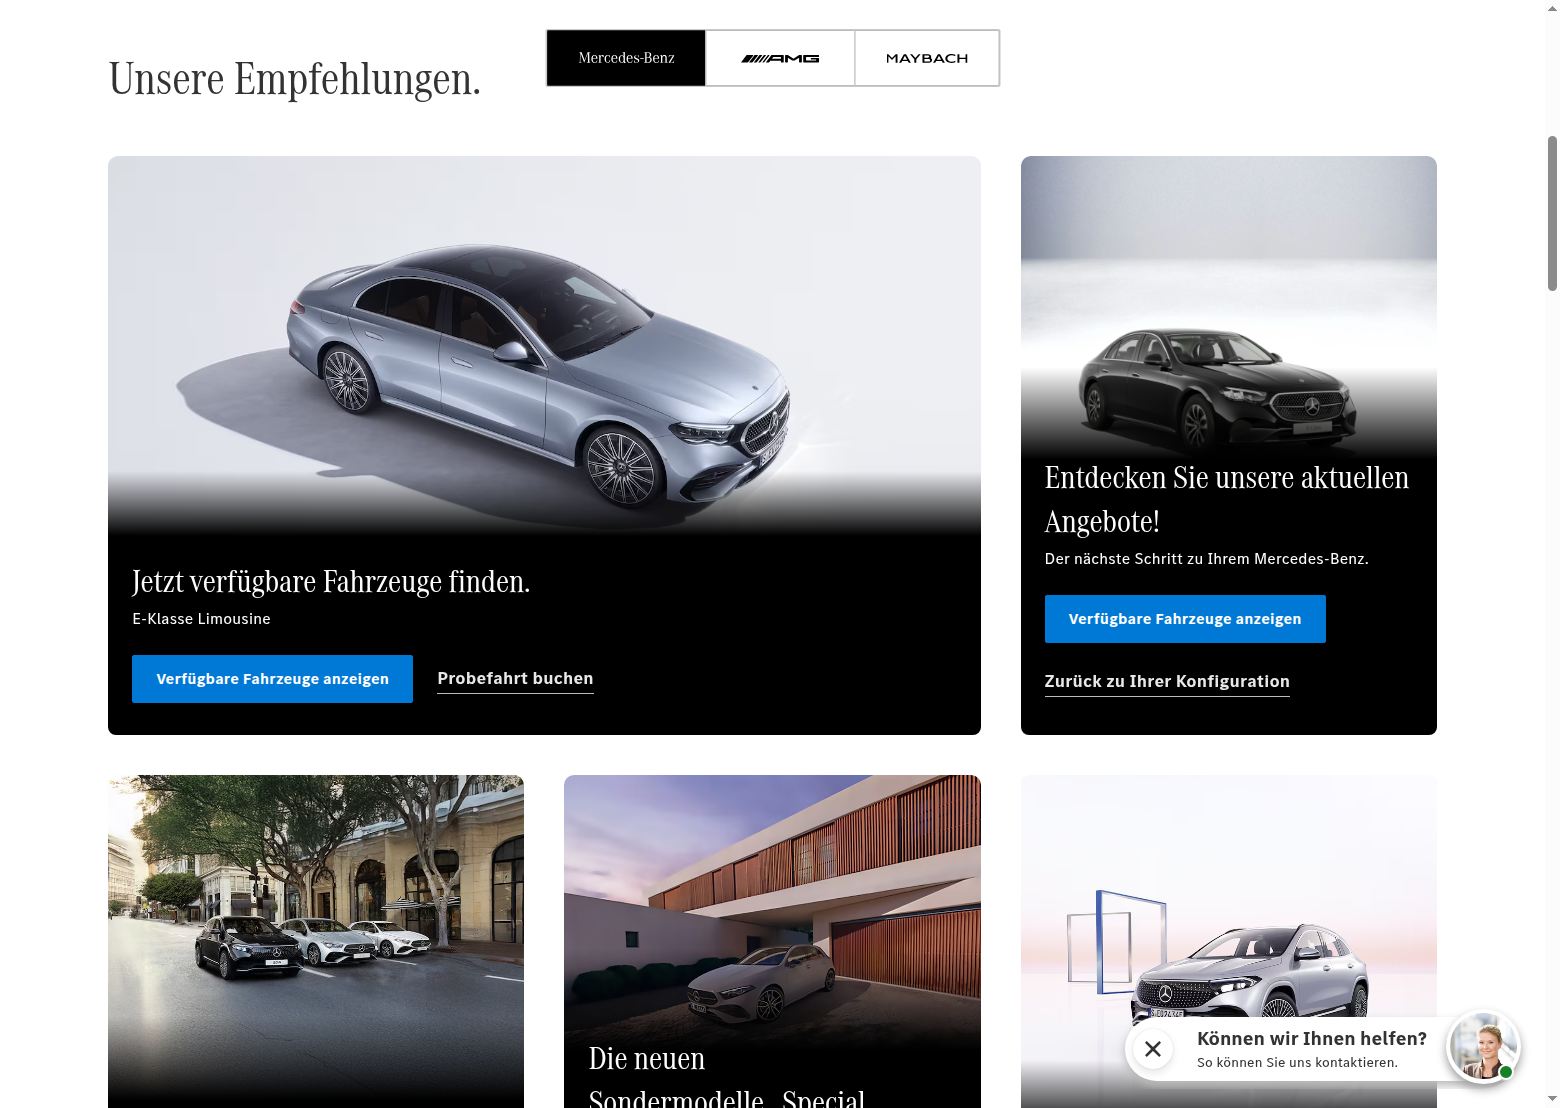 Unsere Empfehlungen.
Mercedes-Benz
AMG
MAYBACH
Jetzt verfügbare Fahrzeuge finden.
E-Klasse Limousine
Verfügbare Fahrzeuge anzeigen
Probefahrt buchen
Entdecken Sie unsere aktuellen
Angebote!
Der nächste Schritt zu Ihrem Mercedes-Benz.
Verfügbare Fahrzeuge anzeigen
Zurück zu Ihrer Konfiguration
Die neuen
Sondermodelle „Special
Können wir Ihnen helfen?
So können Sie uns kontaktieren.